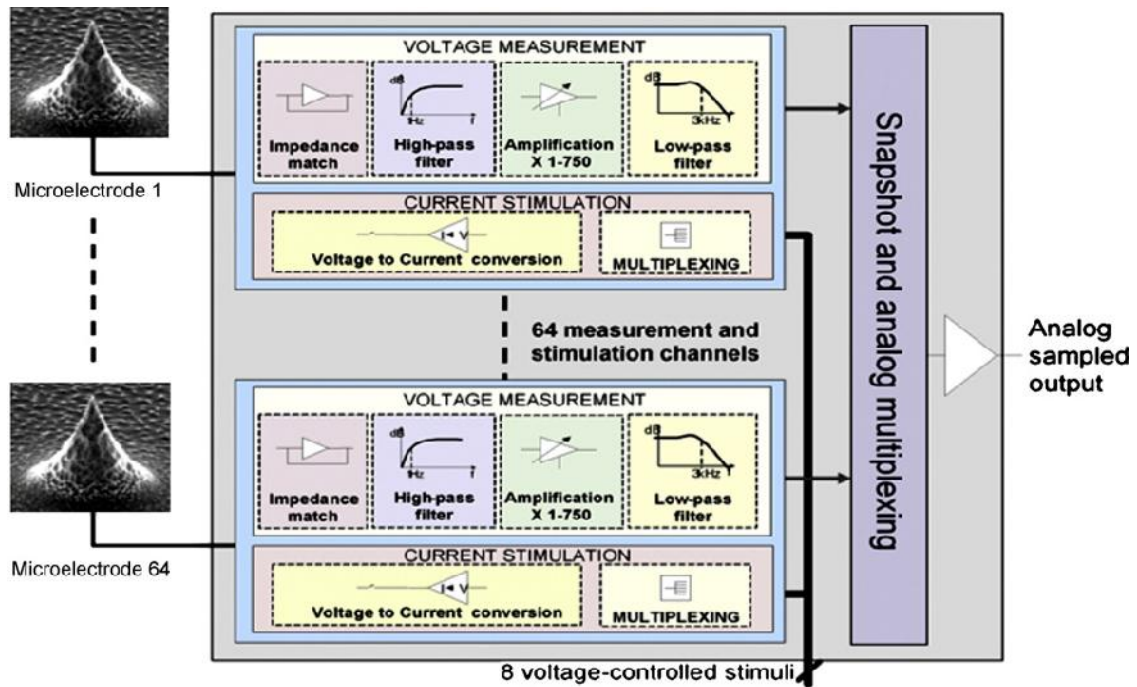 VOLTAGE MEASUREMENT
dB
1Hz
f
dB
3kHz
f
Impedance
match
High-pass
filter
Amplification
X 1-750
Low-pass
filter
Microelectrode 1
CURRENT STIMULATION
I V
Voltage to Current conversion
MULTIPLEXING
64 measurement and
stimulation channels
Snapshot and analog multiplexing
Analog
sampled
output
VOLTAGE MEASUREMENT
dB
1Hz
f
dB
3kHz
f
Impedance
match
High-pass
filter
Amplification
X 1-750
Low-pass
filter
Microelectrode 64
CURRENT STIMULATION
I V
Voltage to Current conversion
MULTIPLEXING
8 voltage-controlled stimuli